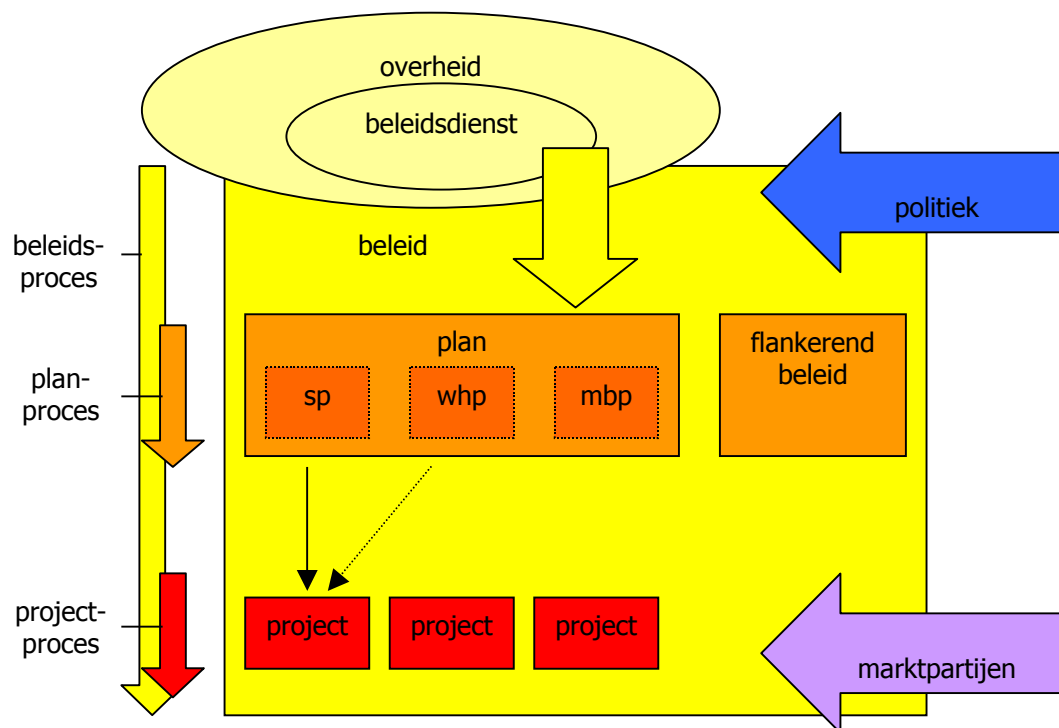 overheid
beleidsdienst
politiek
beleids-
proces
beleid
plan
flankerend
beleid
plan-
proces
sp
whp
mbp
project-
proces
project
project
project
marktpartijen